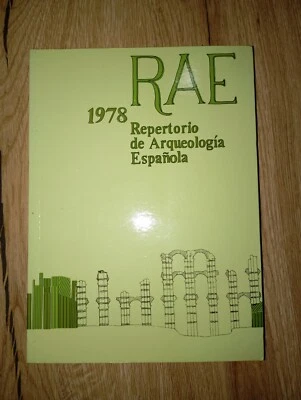 RAE
1978
Repertorio
de Arqueología
Española